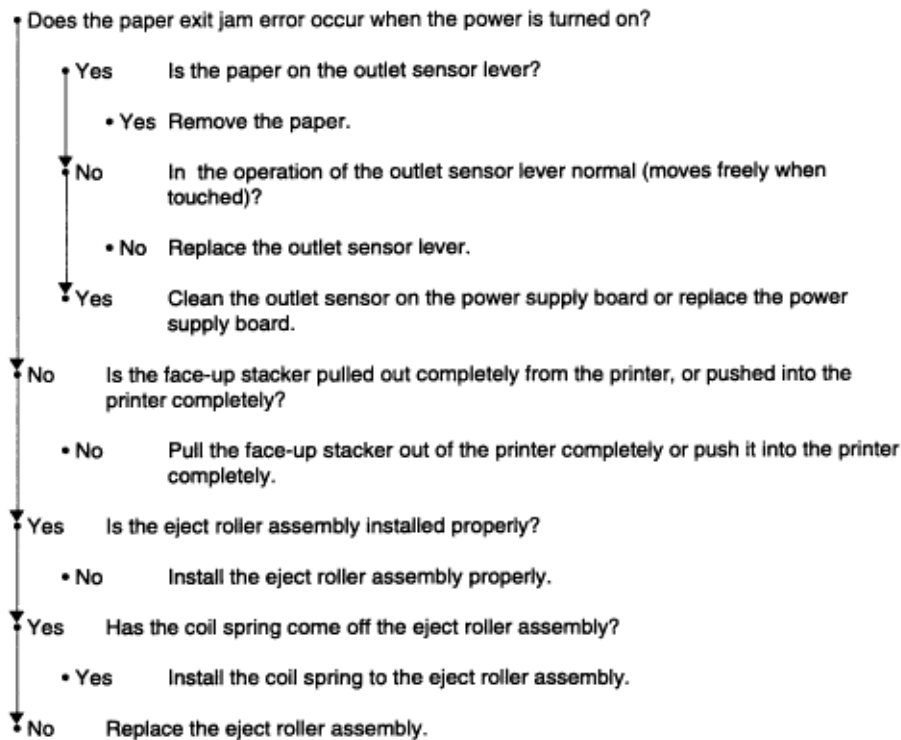 • Does the paper exit jam error occur when the power is turned on?
• Yes Is the paper on the outlet sensor lever?
• Yes Remove the paper.
• No In the operation of the outlet sensor lever normal (moves freely when
touched)?
• No Replace the outlet sensor lever.
• Yes Clean the outlet sensor on the power supply board or replace the power
supply board.
• No Is the face-up stacker pulled out completely from the printer, or pushed into the
printer completely?
• No Pull the face-up stacker out of the printer completely or push it into the printer
completely.
• Yes Is the eject roller assembly installed properly?
• No Install the eject roller assembly properly.
• Yes Has the coil spring come off the eject roller assembly?
• Yes Install the coil spring to the eject roller assembly.
• No Replace the eject roller assembly.